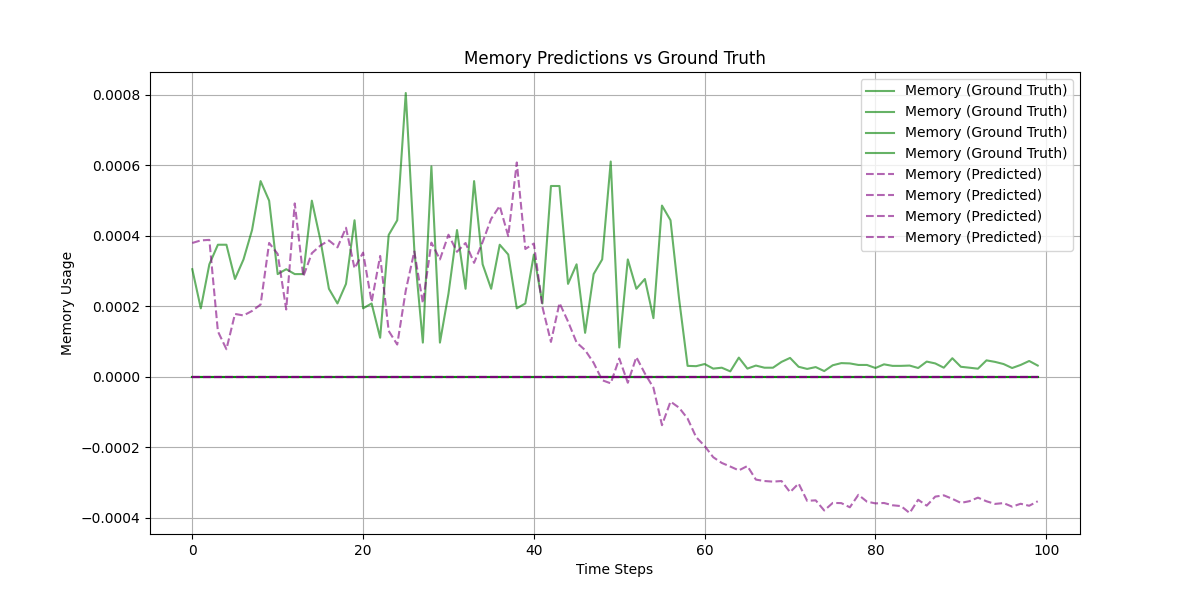 Memory Predictions vs Ground Truth
Memory (Ground Truth)
Memory (Ground Truth)
Memory (Ground Truth)
Memory (Ground Truth)
Memory (Predicted)
Memory (Predicted)
Memory (Predicted)
Memory (Predicted)
Memory Usage
0.0008
0.0006
0.0004
0.0002
0.0000
−0.0002
−0.0004
0 20 40 60 80 100
Time Steps